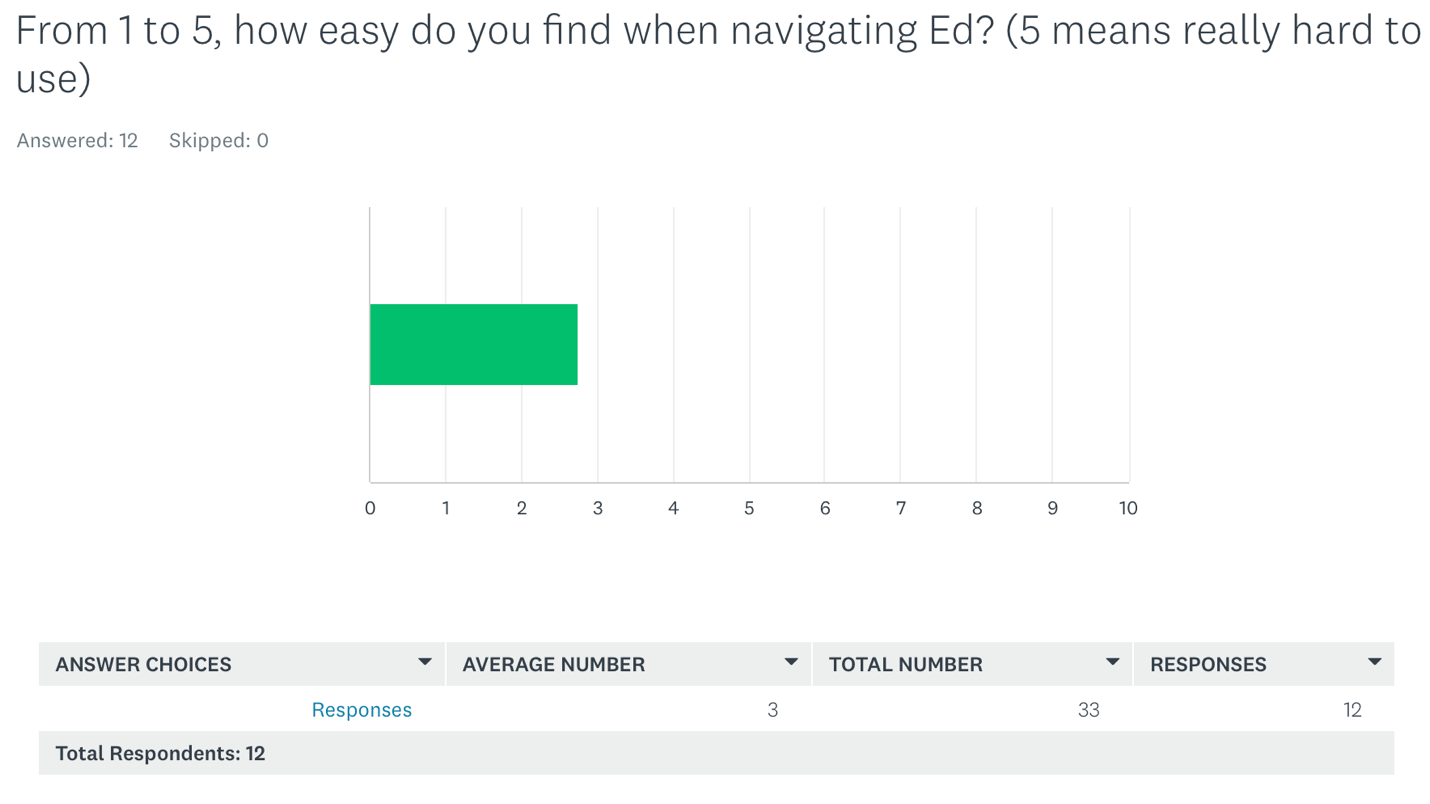 From 1 to 5, how easy do you find when navigating Ed? (5 means really hard to
use)
Answered: 12 Skipped: 0
0 1 2 3 4 5 6 7 8 9 10
ANSWER CHOICES AVERAGE NUMBER TOTAL NUMBER RESPONSES
Responses 3 33 12
Total Respondents: 12